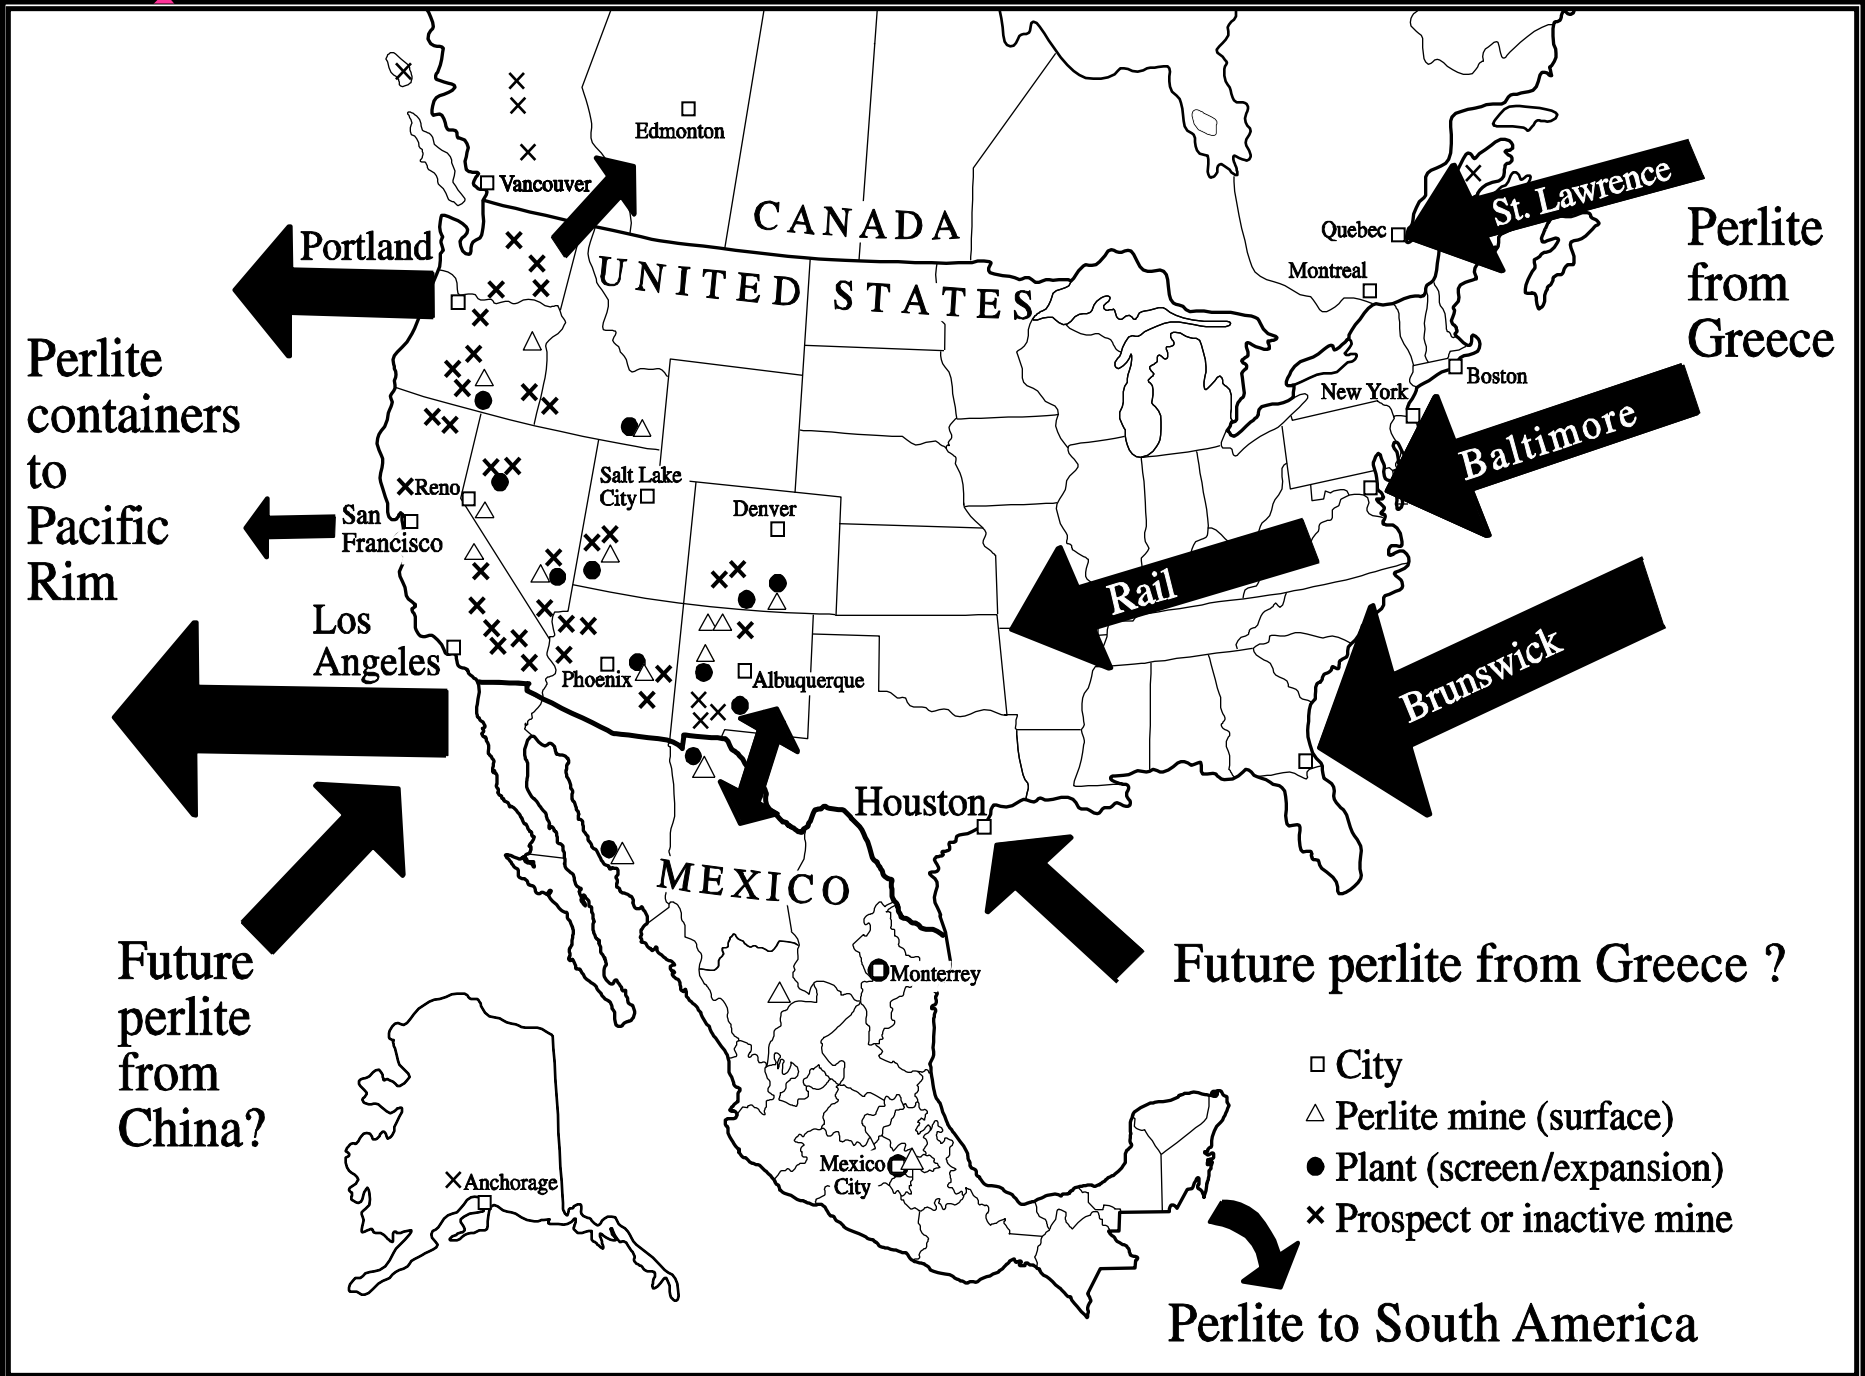 Edmonton
Vancouver
CANADA
St. Lawrence
Quebec
Montreal
Perlite
from
Greece
Portland
UNITED STATES
Boston
New York
Baltimore
Perlite
containers
to
Pacific
Rim
Reno
San
Francisco
Salt Lake
City
Denver
Rail
Brunswick
Los
Angeles
Phoenix
Albuquerque
Houston
MEXICO
Monterrey
Future perlite from Greece ?
Future
perlite
from
China?
Mexico
City
Anchorage
City
Perlite mine (surface)
Plant (screen/expansion)
Prospect or inactive mine
Perlite to South America